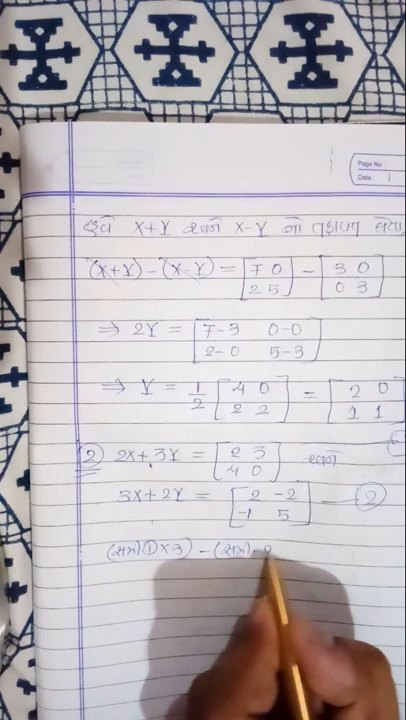 Page No.
Date :
હવે X+Y અને X-Y નો તફાવત લેતા,
(X+Y) - (X-Y) = [7 0 - [3 0
2 5] 0 3]
⇒ 2Y = [7-3 0-0
2-0 5-3]
⇒ Y = 1/2 [4 0 = [2 0
2 2] 1 1]
② 2X+3Y = [2 3 અને
4 0]
3X+2Y = [2 -2 — ②
-1 5]
(સમી ① × 3) - (સમી